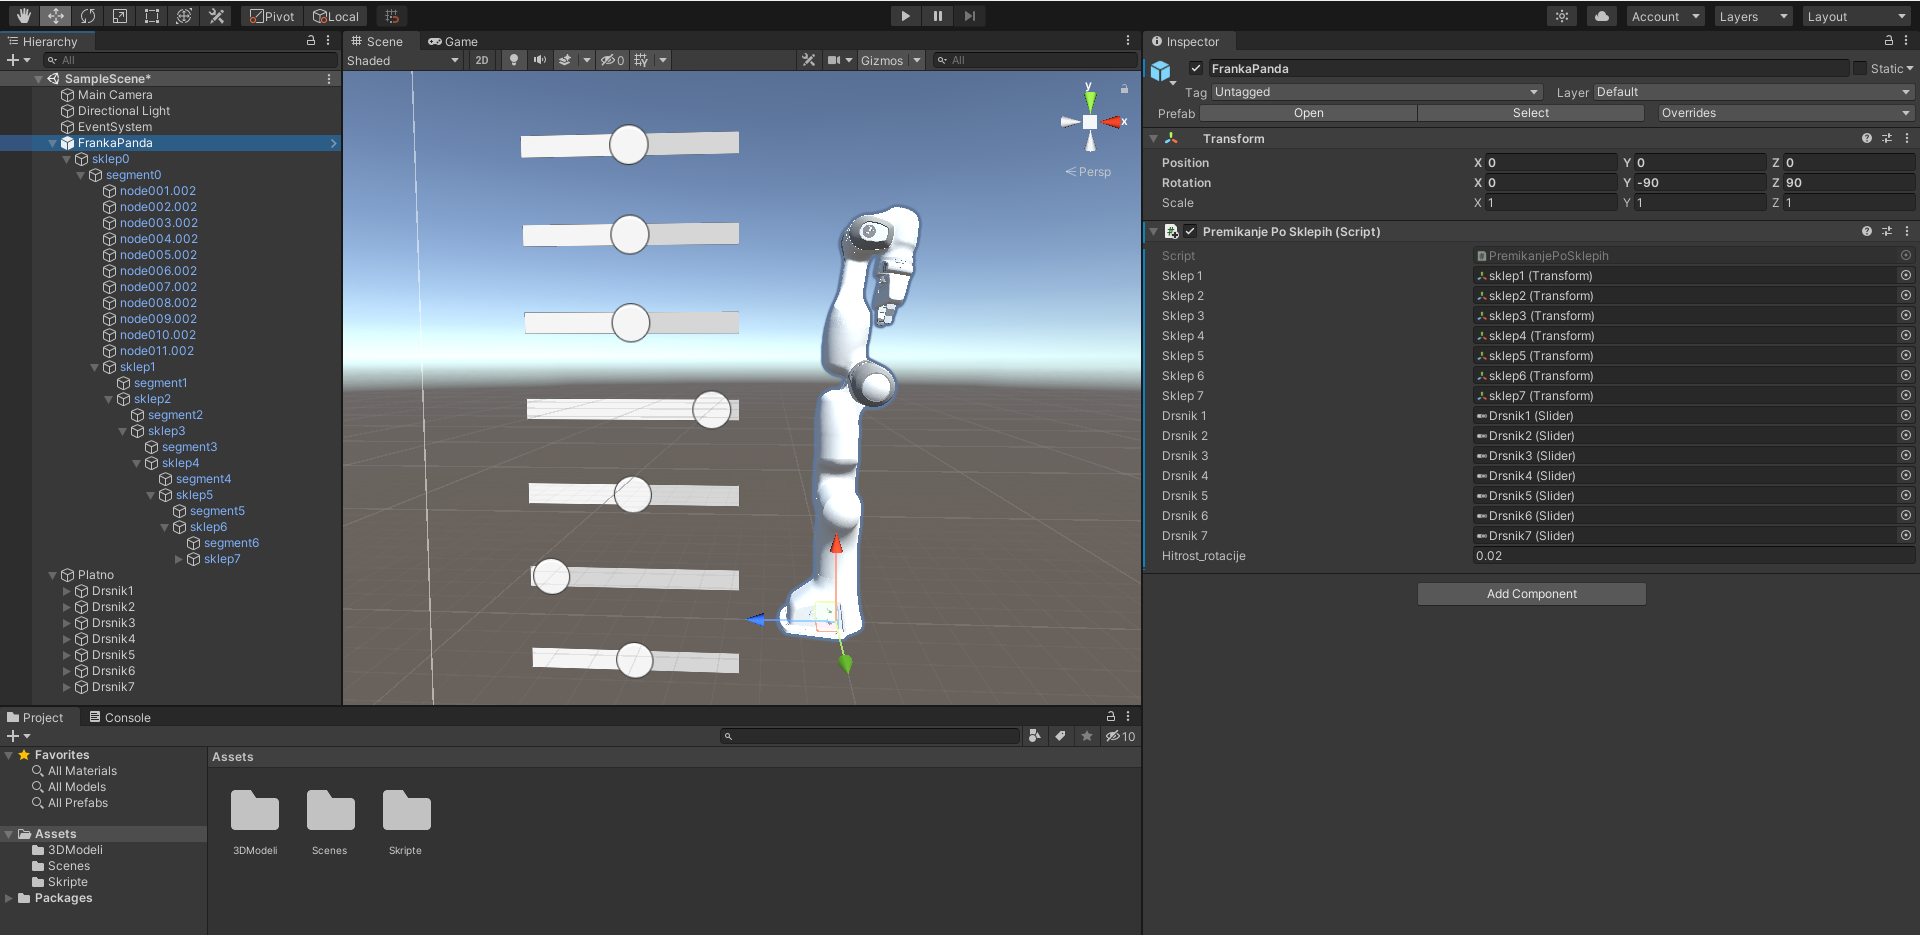 Pivot
Local
Account
Layers
Layout
Hierarchy
All
SampleScene*
Main Camera
Directional Light
EventSystem
FrankaPanda
sklep0
segment0
node001.002
node002.002
node003.002
node004.002
node005.002
node006.002
node007.002
node008.002
node009.002
node010.002
node011.002
sklep1
segment1
sklep2
segment2
sklep3
segment3
sklep4
segment4
sklep5
segment5
sklep6
segment6
sklep7
Platno
Drsnik1
Drsnik2
Drsnik3
Drsnik4
Drsnik5
Drsnik6
Drsnik7
Scene
Game
Shaded
2D
0
Gizmos
All
y
x
Persp
Inspector
FrankaPanda
Static
Tag Untagged Layer Default
Prefab Open Select Overrides
Transform
Position X 0 Y 0 Z 0
Rotation X 0 Y -90 Z 90
Scale X 1 Y 1 Z 1
Premikanje Po Sklepih (Script)
Script PremikanjePoSklepih
Sklep 1 sklep1 (Transform)
Sklep 2 sklep2 (Transform)
Sklep 3 sklep3 (Transform)
Sklep 4 sklep4 (Transform)
Sklep 5 sklep5 (Transform)
Sklep 6 sklep6 (Transform)
Sklep 7 sklep7 (Transform)
Drsnik 1 Drsnik1 (Slider)
Drsnik 2 Drsnik2 (Slider)
Drsnik 3 Drsnik3 (Slider)
Drsnik 4 Drsnik4 (Slider)
Drsnik 5 Drsnik5 (Slider)
Drsnik 6 Drsnik6 (Slider)
Drsnik 7 Drsnik7 (Slider)
Hitrost_rotacije 0.02
Add Component
Project
Console
10
Favorites
All Materials
All Models
All Prefabs
Assets
3DModeli
Scenes
Skripte
Packages
Assets
3DModeli
Scenes
Skripte